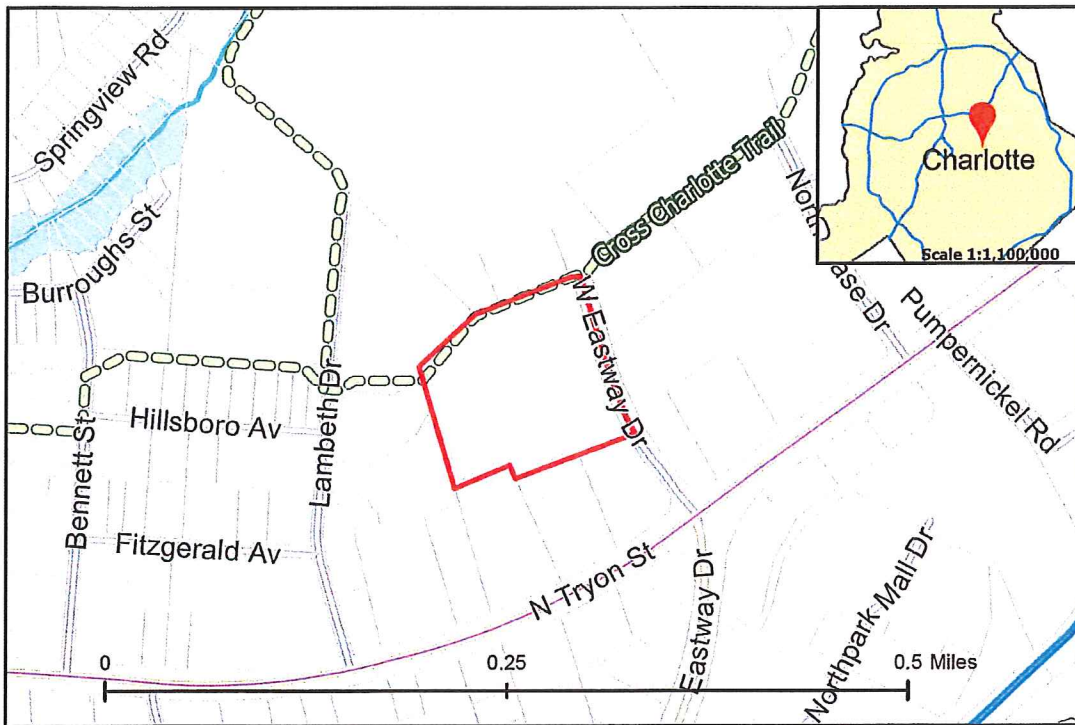 Springview Rd
Burroughs St
Bennett St
Hillsboro Av
Lambeth Dr
Fitzgerald Av
Cross Charlotte Trail
W Eastway Dr
N Tryon St
Eastway Dr
Northpark Mall Dr
Pumpernickel Rd
Dr
Charlotte
Scale 1:1,100,000
0
0.25
0.5 Miles